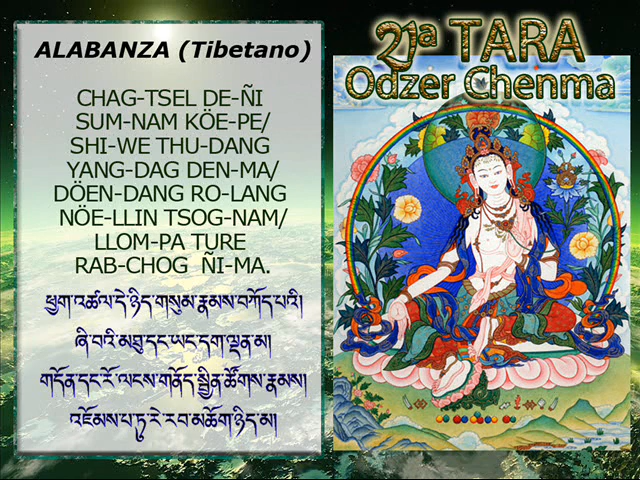 ALABANZA (Tibetano)
CHAG-TSEL DE-ÑI
SUM-NAM KÖE-PE/
SHI-WE THU-DANG
YANG-DAG DEN-MA/
DÖEN-DANG RO-LANG
NÖE-LLIN TSOG-NAM/
LLOM-PA TURE
RAB-CHOG ÑI-MA.
ཕྱག་འཚལ་དེ་ཉིད་གསུམ་རྣམས་བཀོད་པའི།
ཞི་བའི་མཐུ་དང་ཡང་དག་ལྡན་མ།
གདོན་དང་རོ་ལངས་གནོད་སྦྱིན་ཚོགས་རྣམས།
འཇོམས་པ་ཏུ་རེ་རབ་མཆོག་ཉིད་མ།
21ª TARA
Odzer Chenma